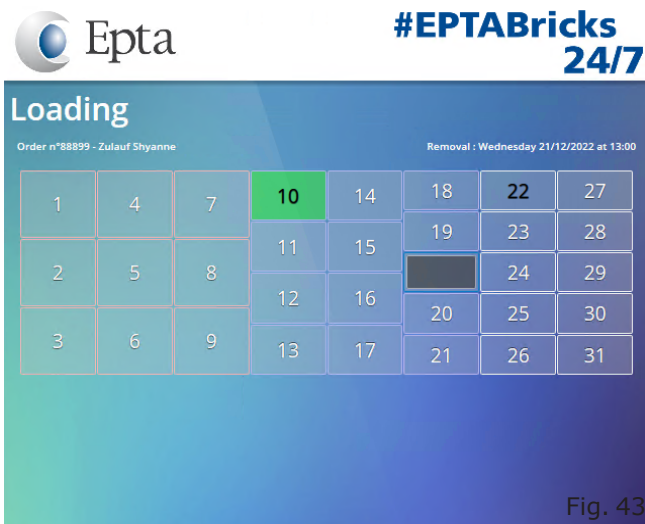 Epta
#EPTABricks
24/7
Loading
Order n°88899 - Zulauf Shyanne
Removal : Wednesday 21/12/2022 at 13:00
1 4 7 10 14 18 22 27
11 15 19 23 28
2 5 8 24 29
12 16 20 25 30
3 6 9 13 17 21 26 31
Fig. 43